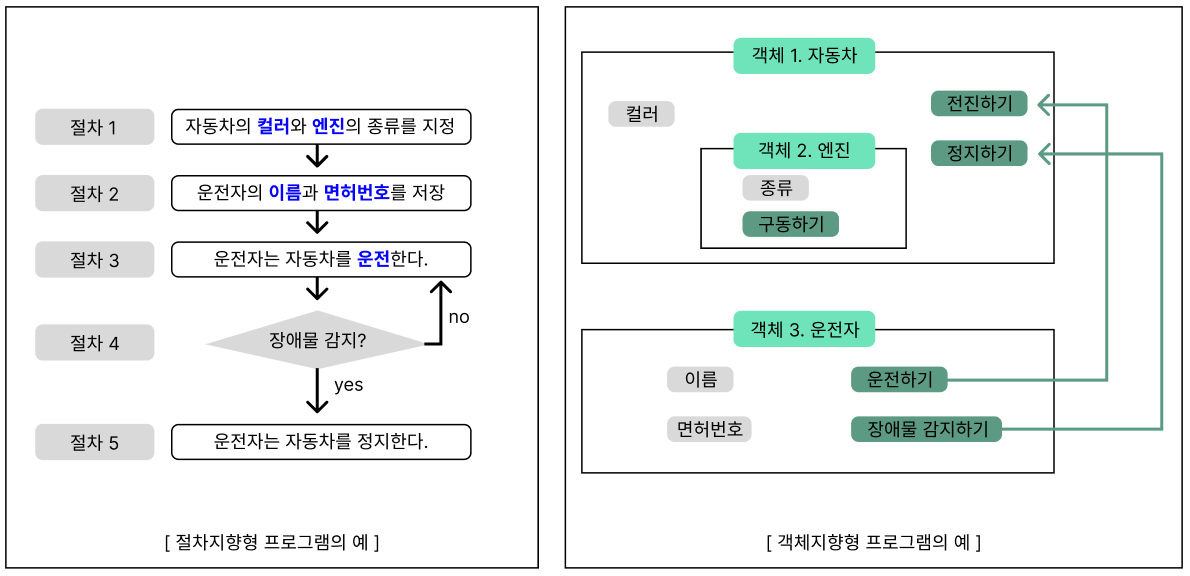 절차 1
자동차의 컬러와 엔진의 종류를 지정
절차 2
운전자의 이름과 면허번호를 저장
절차 3
운전자는 자동차를 운전한다.
no
절차 4
장애물 감지?
yes
절차 5
운전자는 자동차를 정지한다.
[ 절차지향형 프로그램의 예 ]
객체 1. 자동차
컬러
전진하기
정지하기
객체 2. 엔진
종류
구동하기
객체 3. 운전자
이름
운전하기
면허번호
장애물 감지하기
[ 객체지향형 프로그램의 예 ]